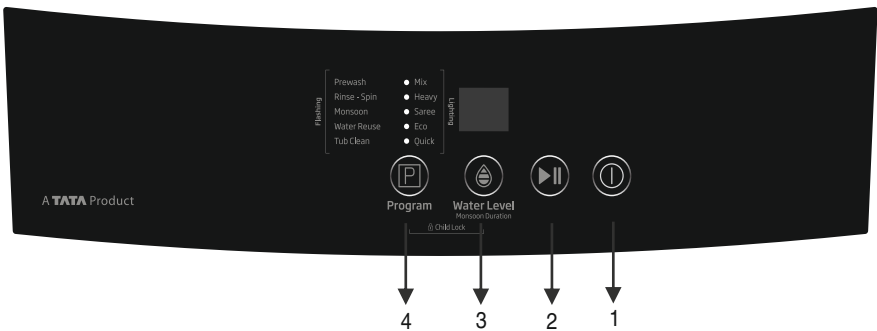 Flashing
Prewash Mix
Rinse - Spin Heavy
Monsoon Saree
Water Reuse Eco
Tub Clean Quick
Lighting
P
Program
Water Level
Monsoon Duration
Child Lock
A TATA Product
4 3 2 1